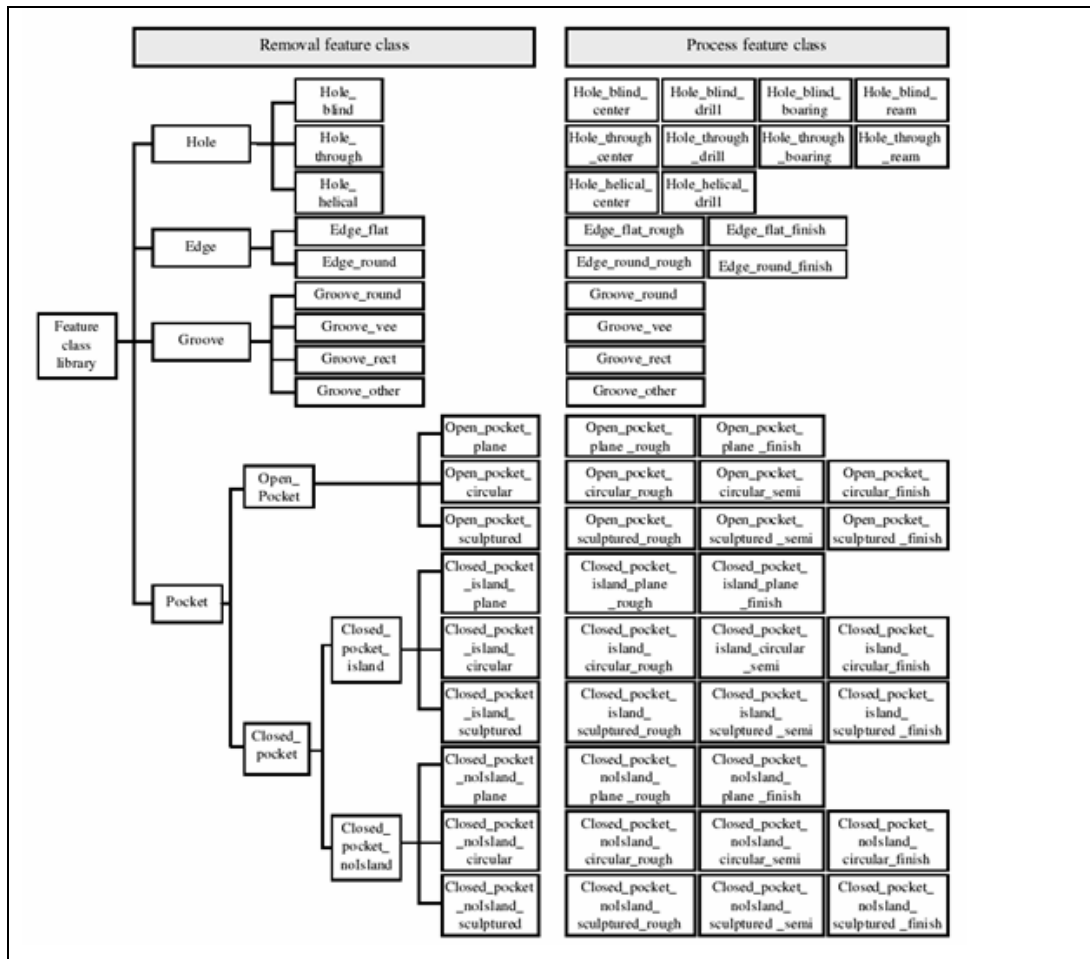 Removal feature class
Process feature class
Hole_
blind
Hole_blind_
center
Hole_blind_
drill
Hole_blind_
boaring
Hole_blind_
ream
Hole
Hole_
through
Hole_through
_center
Hole_through
_drill
Hole_through
_boaring
Hole_through
_ream
Hole_
helical
Hole_helical_
center
Hole_helical_
drill
Edge
Edge_flat
Edge_flat_rough
Edge_flat_finish
Edge_round
Edge_round_rough
Edge_round_finish
Feature
class
library
Groove
Groove_round
Groove_round
Groove_vee
Groove_vee
Groove_rect
Groove_rect
Groove_other
Groove_other
Pocket
Open_
Pocket
Open_pocket_
plane
Open_pocket_
plane _rough
Open_pocket_
plane _finish
Open_pocket_
circular
Open_pocket_
circular_rough
Open_pocket_
circular_semi
Open_pocket_
circular_finish
Open_pocket_
sculptured
Open_pocket_
sculptured_rough
Open_pocket_
sculptured _semi
Open_pocket_
sculptured _finish
Closed_
pocket
Closed_
pocket_
island
Closed_pocket
_island_
plane
Closed_pocket_
island_plane
_rough
Closed_pocket_
island_plane
_finish
Closed_pocket
_island_
circular
Closed_pocket_
island_
circular_rough
Closed_pocket_
island_circular
_semi
Closed_pocket_
island_
circular_finish
Closed_pocket
_island_
sculptured
Closed_pocket_
island_
sculptured_rough
Closed_pocket_
island_
sculptured _semi
Closed_pocket_
island_
sculptured _finish
Closed_
pocket_
noIsland
Closed_pocket
_noIsland_
plane
Closed_pocket_
noIsland_
plane _rough
Closed_pocket_
noIsland_
plane _finish
Closed_pocket
_noIsland_
circular
Closed_pocket_
noIsland_
circular_rough
Closed_pocket_
noIsland_
circular_semi
Closed_pocket_
noIsland_
circular_finish
Closed_pocket
_noIsland_
sculptured
Closed_pocket_
noIsland_
sculptured_rough
Closed_pocket_
noIsland_
sculptured _semi
Closed_pocket_
noIsland_
sculptured _finish